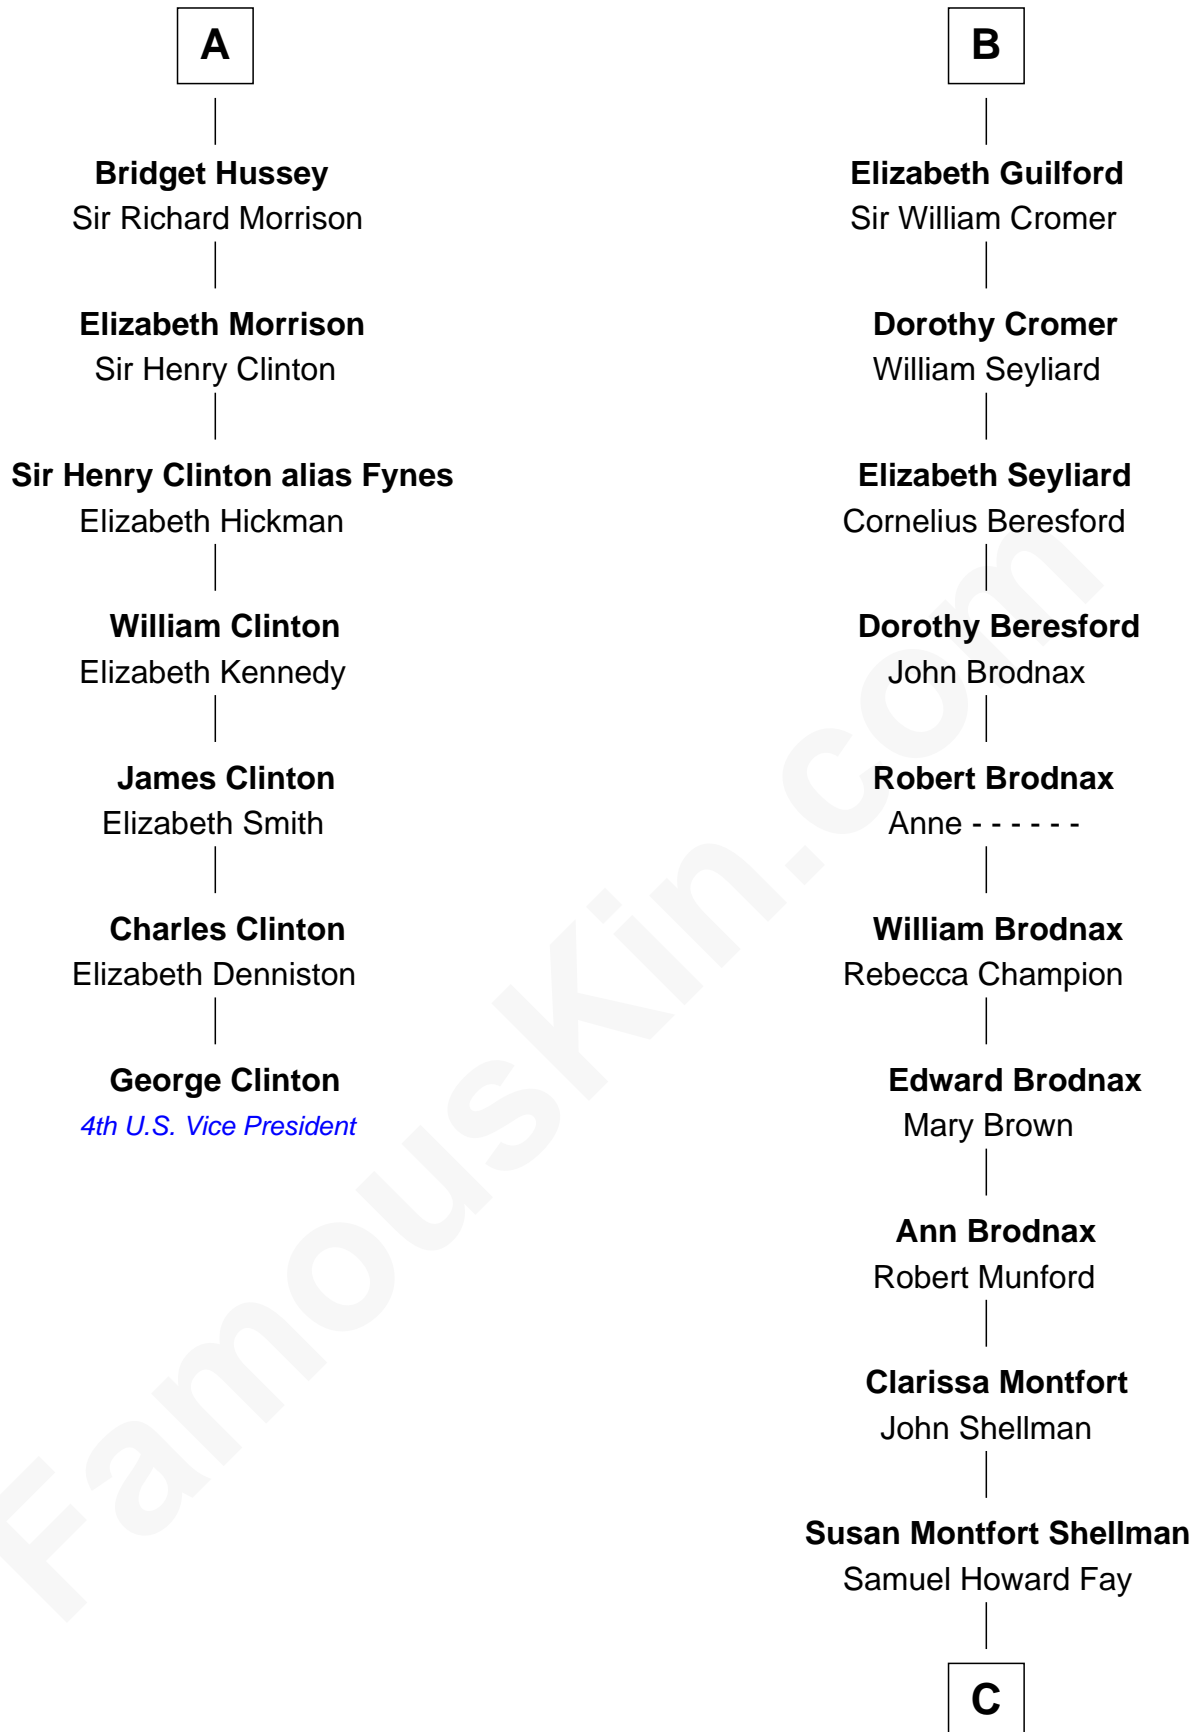 A
Bridget Hussey
Sir Richard Morrison
Elizabeth Morrison
Sir Henry Clinton
Sir Henry Clinton alias Fynes
Elizabeth Hickman
William Clinton
Elizabeth Kennedy
James Clinton
Elizabeth Smith
Charles Clinton
Elizabeth Denniston
George Clinton
4th U.S. Vice President
B
Elizabeth Guilford
Sir William Cromer
Dorothy Cromer
William Seyliard
Elizabeth Seyliard
Cornelius Beresford
Dorothy Beresford
John Brodnax
Robert Brodnax
Anne - - - - - -
William Brodnax
Rebecca Champion
Edward Brodnax
Mary Brown
Ann Brodnax
Robert Munford
Clarissa Montfort
John Shellman
Susan Montfort Shellman
Samuel Howard Fay
C
FamousKin.com